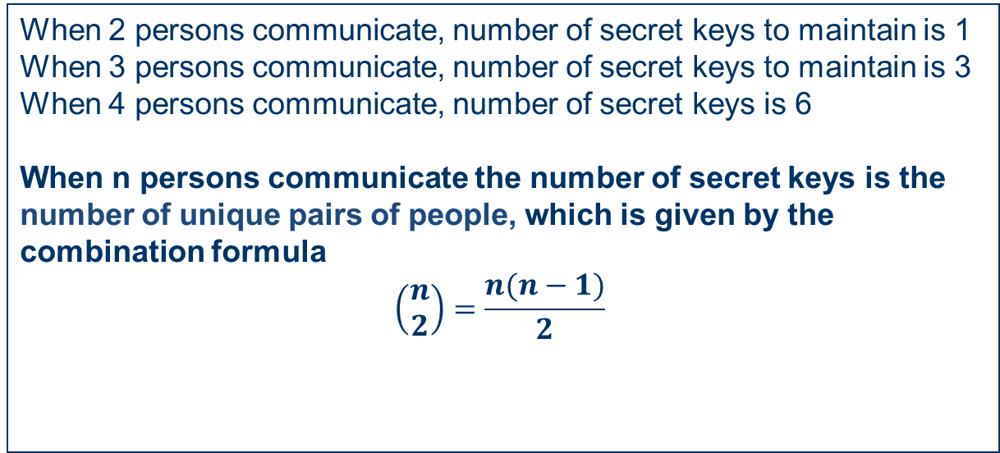 When 2 persons communicate, number of secret keys to maintain is 1
When 3 persons communicate, number of secret keys to maintain is 3
When 4 persons communicate, number of secret keys is 6
When n persons communicate the number of secret keys is the
number of unique pairs of people, which is given by the
combination formula
(n 2) = n(n − 1) / 2